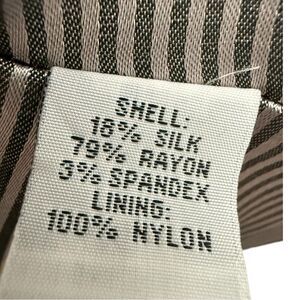 SHELL:
18% SILK
79% RAYON
3% SPANDEX
LINING:
100% NYLON